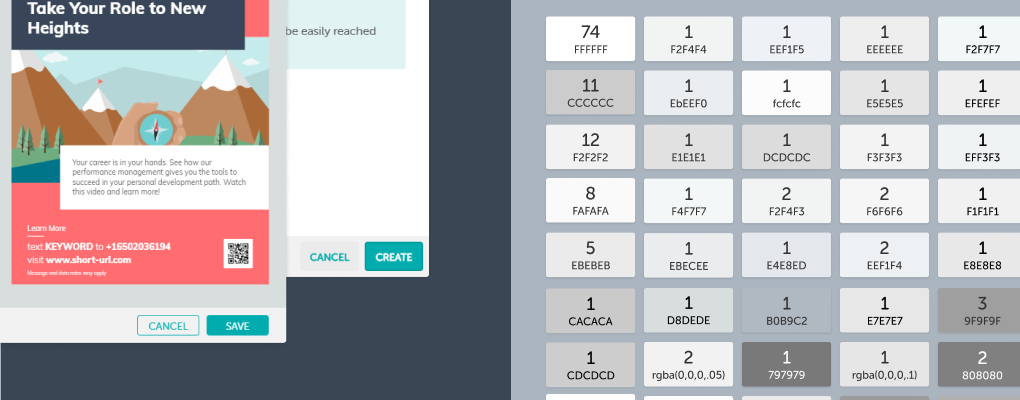 Take Your Role to New
Heights
Your career is in your hands. See how our
performance management gives you the tools to
succeed in your personal development path. Watch
this video and learn more!
Learn More
text KEYWORD to +16502036194
visit www.short-url.com
Message and data rates may apply
CANCEL
SAVE
be easily reached
CANCEL
CREATE
74
FFFFFF
1
F2F4F4
1
EEF1F5
1
EEEEEE
1
F2F7F7
11
CCCCCC
1
EbEEF0
1
fcfcfc
1
E5E5E5
1
EFEFEF
12
F2F2F2
1
E1E1E1
1
DCDCDC
1
F3F3F3
1
EFF3F3
8
FAFAFA
1
F4F7F7
2
F2F4F3
2
F6F6F6
1
F1F1F1
5
EBEBEB
1
EBECEE
1
E4E8ED
2
EEF1F4
1
E8E8E8
1
CACACA
1
D8DEDE
1
B0B9C2
1
E7E7E7
3
9F9F9F
1
CDCDCD
2
rgba(0,0,0,.05)
1
797979
1
rgba(0,0,0,.1)
2
808080